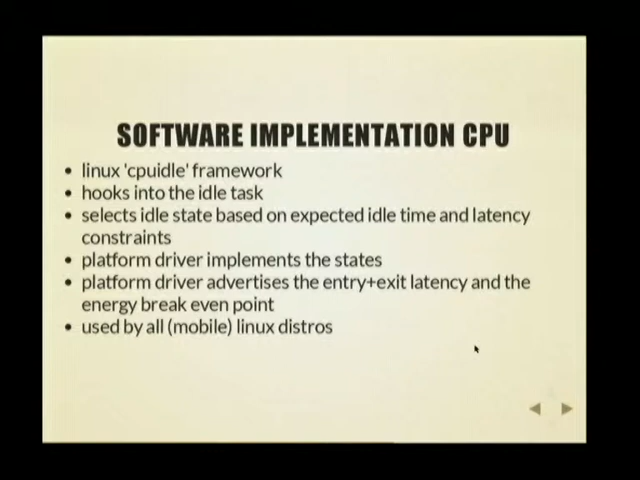 SOFTWARE IMPLEMENTATION CPU
• linux 'cpuidle' framework
• hooks into the idle task
• selects idle state based on expected idle time and latency
constraints
• platform driver implements the states
• platform driver advertises the entry+exit latency and the
energy break even point
• used by all (mobile) linux distros